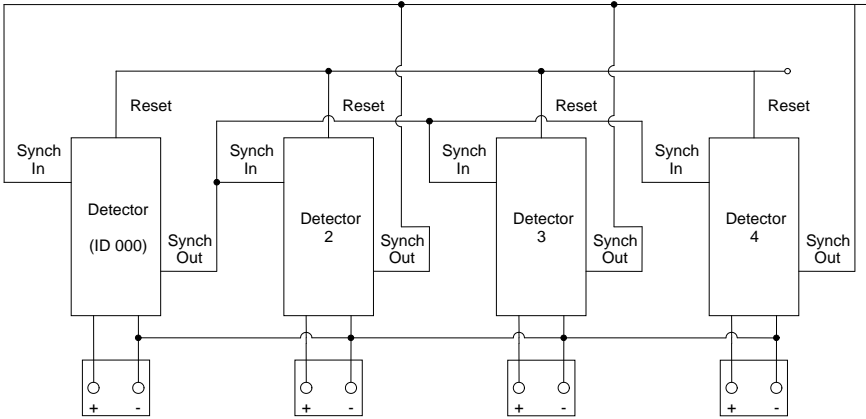 Reset
Reset
Reset
Reset
Synch
In
Synch
In
Synch
In
Synch
In
Detector
(ID 000)
Detector
2
Detector
3
Detector
4
Synch
Out
Synch
Out
Synch
Out
Synch
Out
+ -
+ -
+ -
+ -